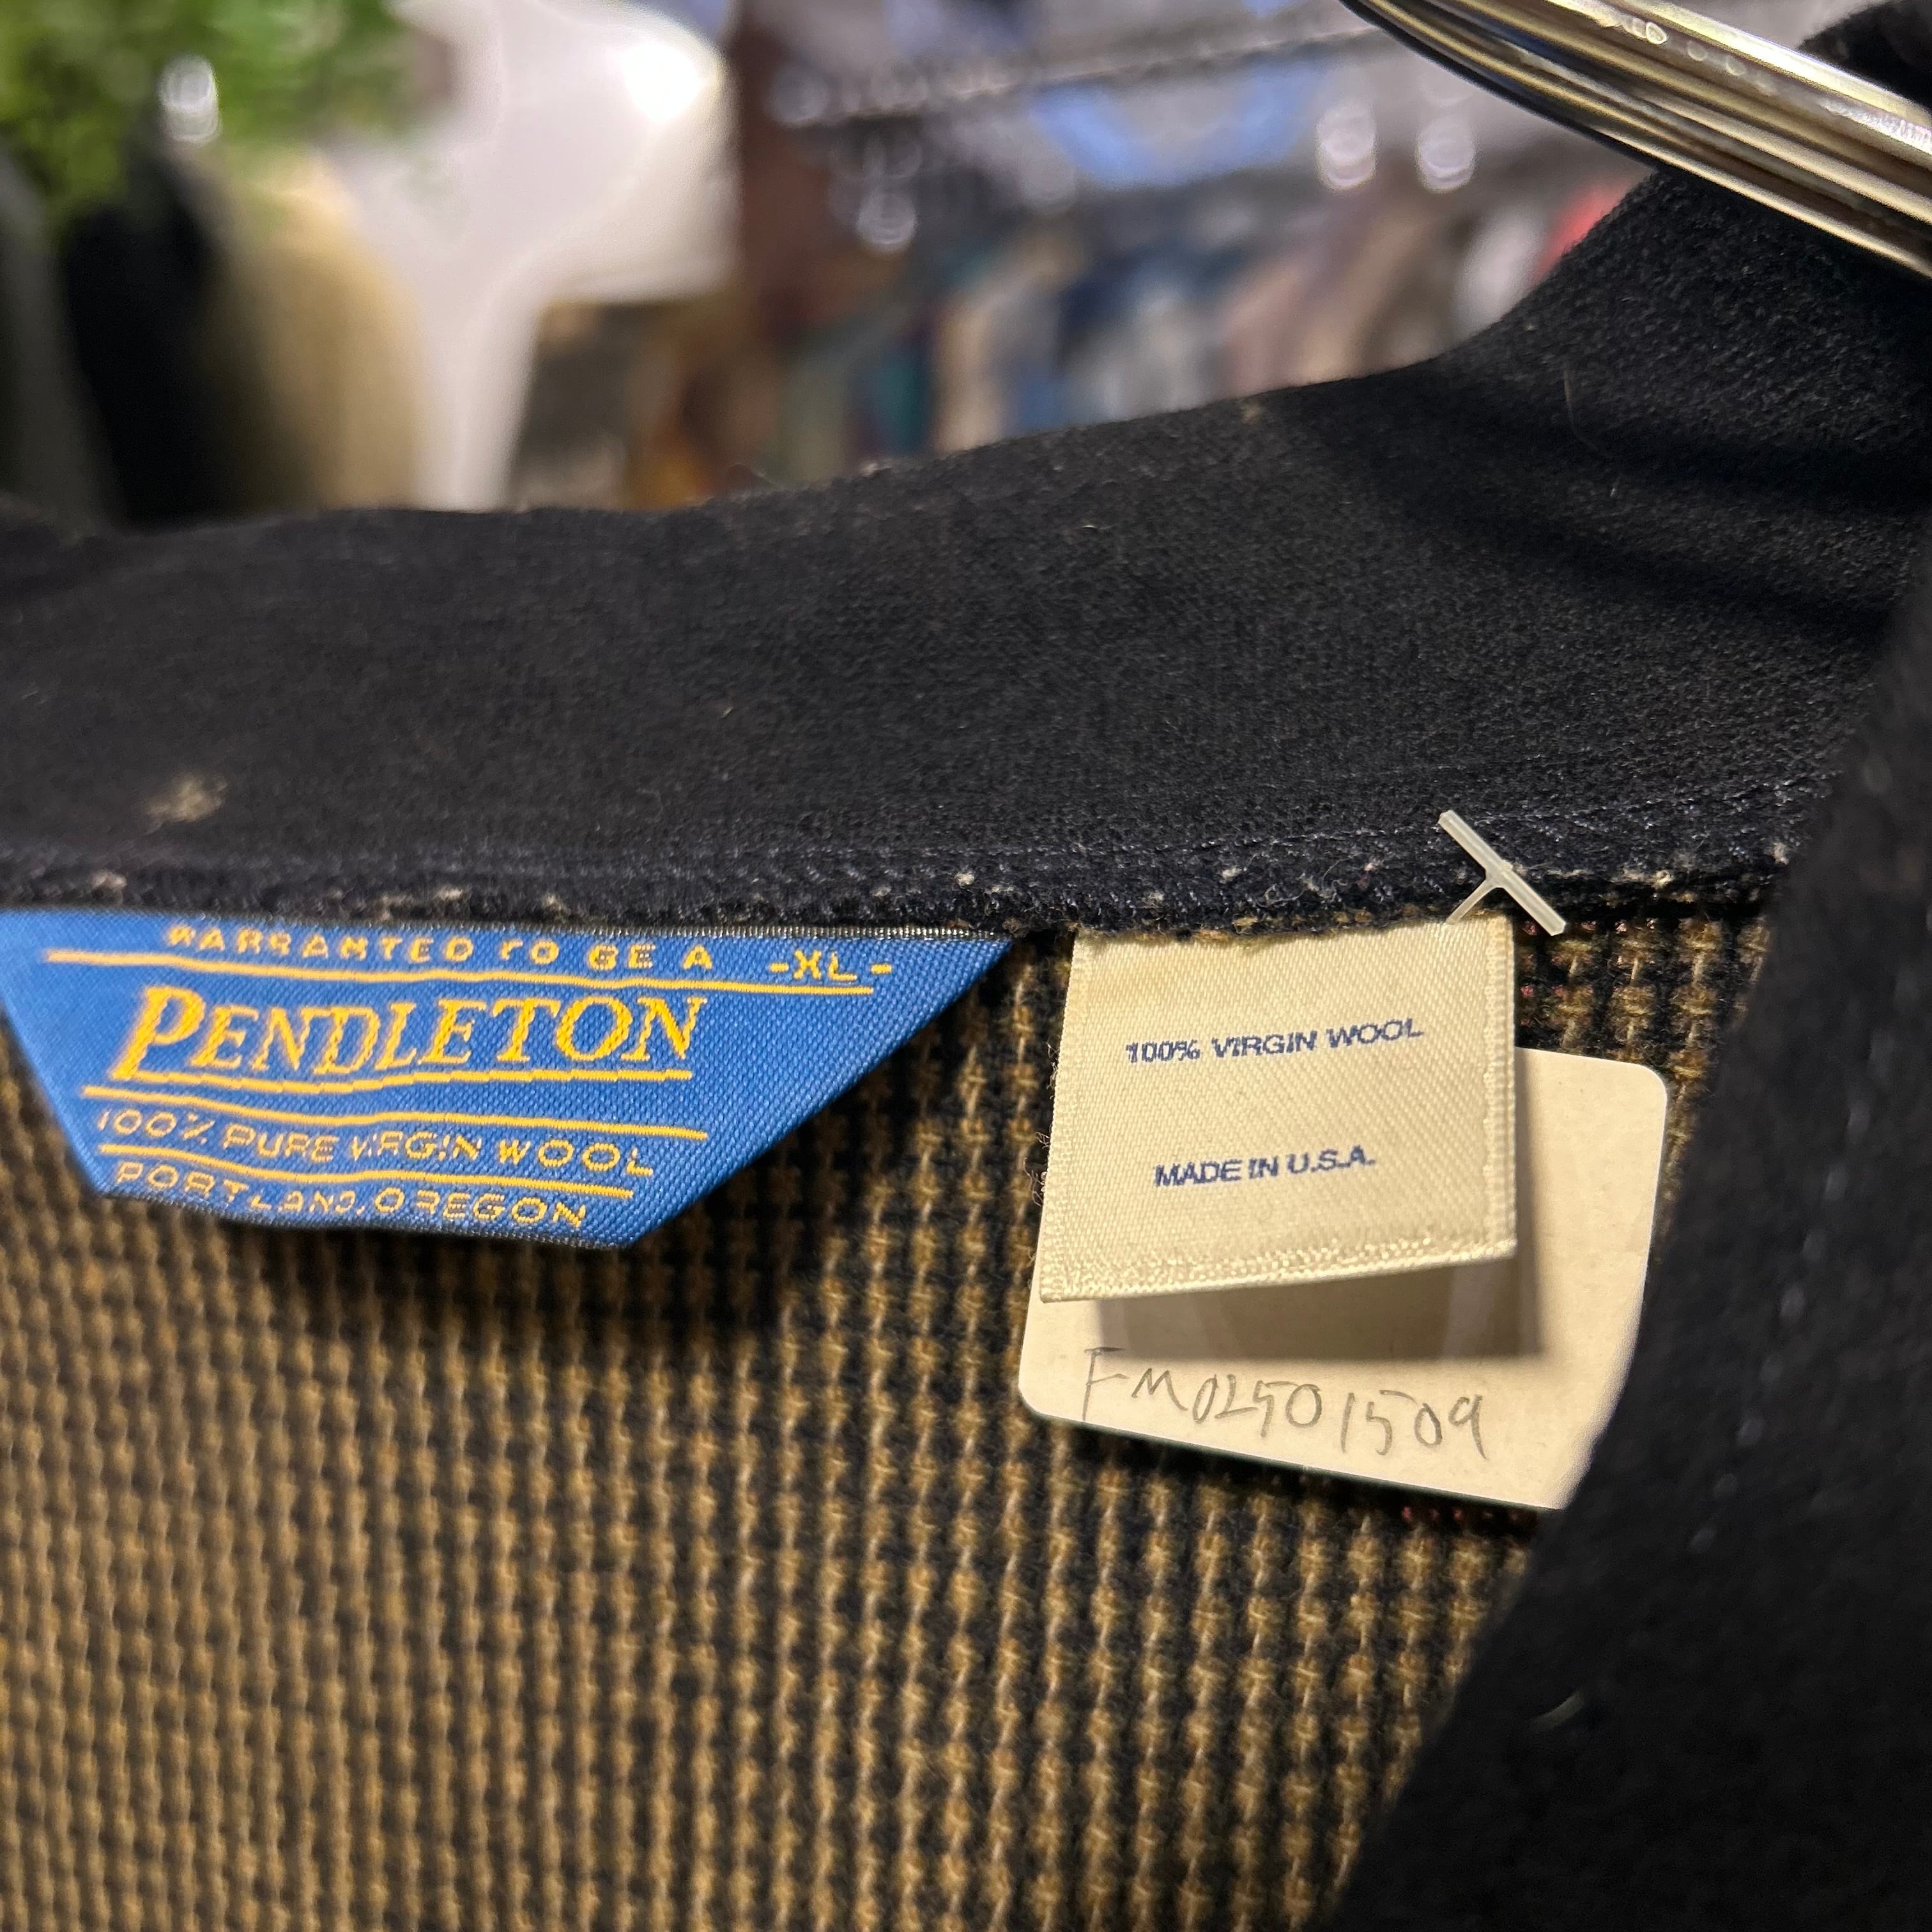 WARRANTED TO BE A -XL-
PENDLETON
100% PURE VIRGIN WOOL
PORTLAND, OREGON
100% VIRGIN WOOL
MADE IN U.S.A.
FM02501509